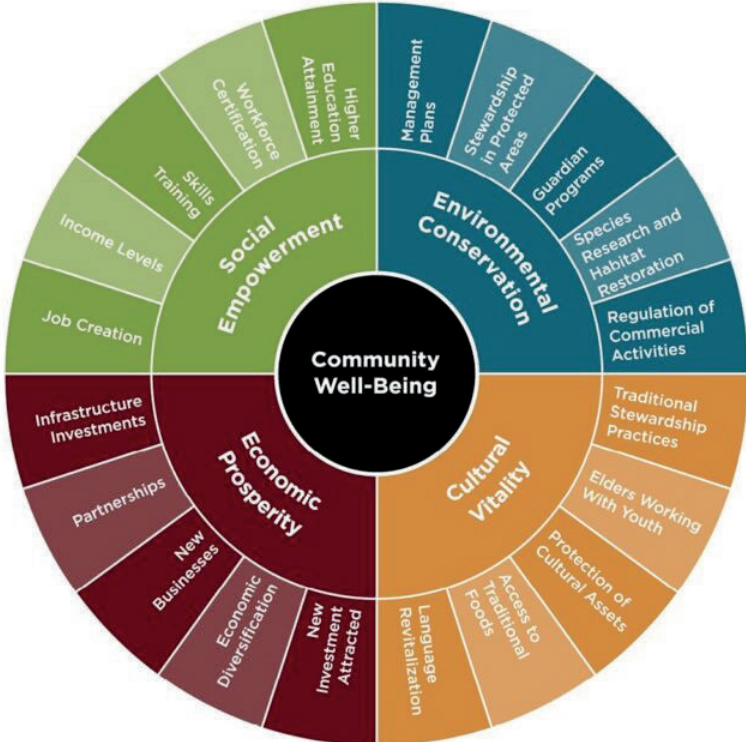 Community
Well-Being
Social
Empowerment
Job Creation
Income Levels
Skills
Training
Workforce
Certification
Higher
Education
Attainment
Environmental
Conservation
Management
Plans
Stewardship
in Protected
Areas
Guardian
Programs
Species
Research and
Habitat
Restoration
Regulation of
Commercial
Activities
Cultural
Vitality
Traditional
Stewardship
Practices
Elders Working
With Youth
Protection of
Cultural Assets
Access to
Traditional
Foods
Language
Revitalization
Economic
Prosperity
New
Investment
Attracted
Economic
Diversification
New
Businesses
Partnerships
Infrastructure
Investments